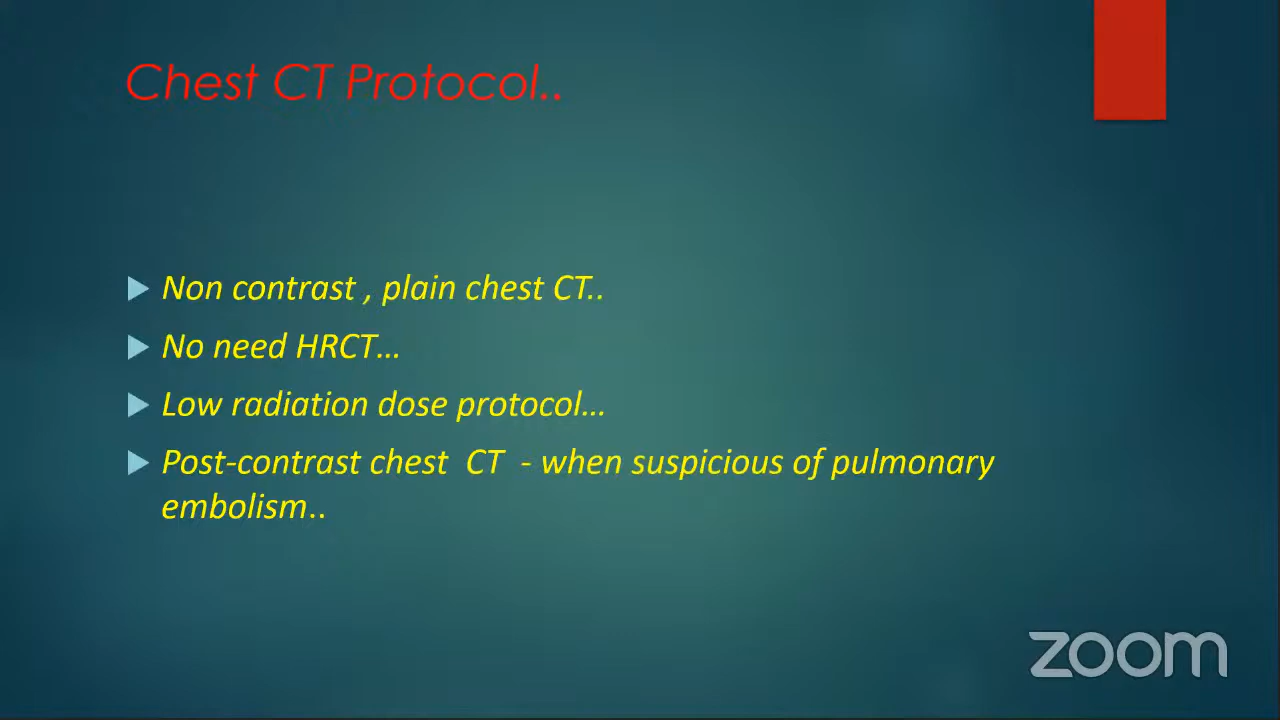 Chest CT Protocol..
Non contrast , plain chest CT..
No need HRCT...
Low radiation dose protocol...
Post-contrast chest  CT  - when suspicious of pulmonary
embolism..
zoom